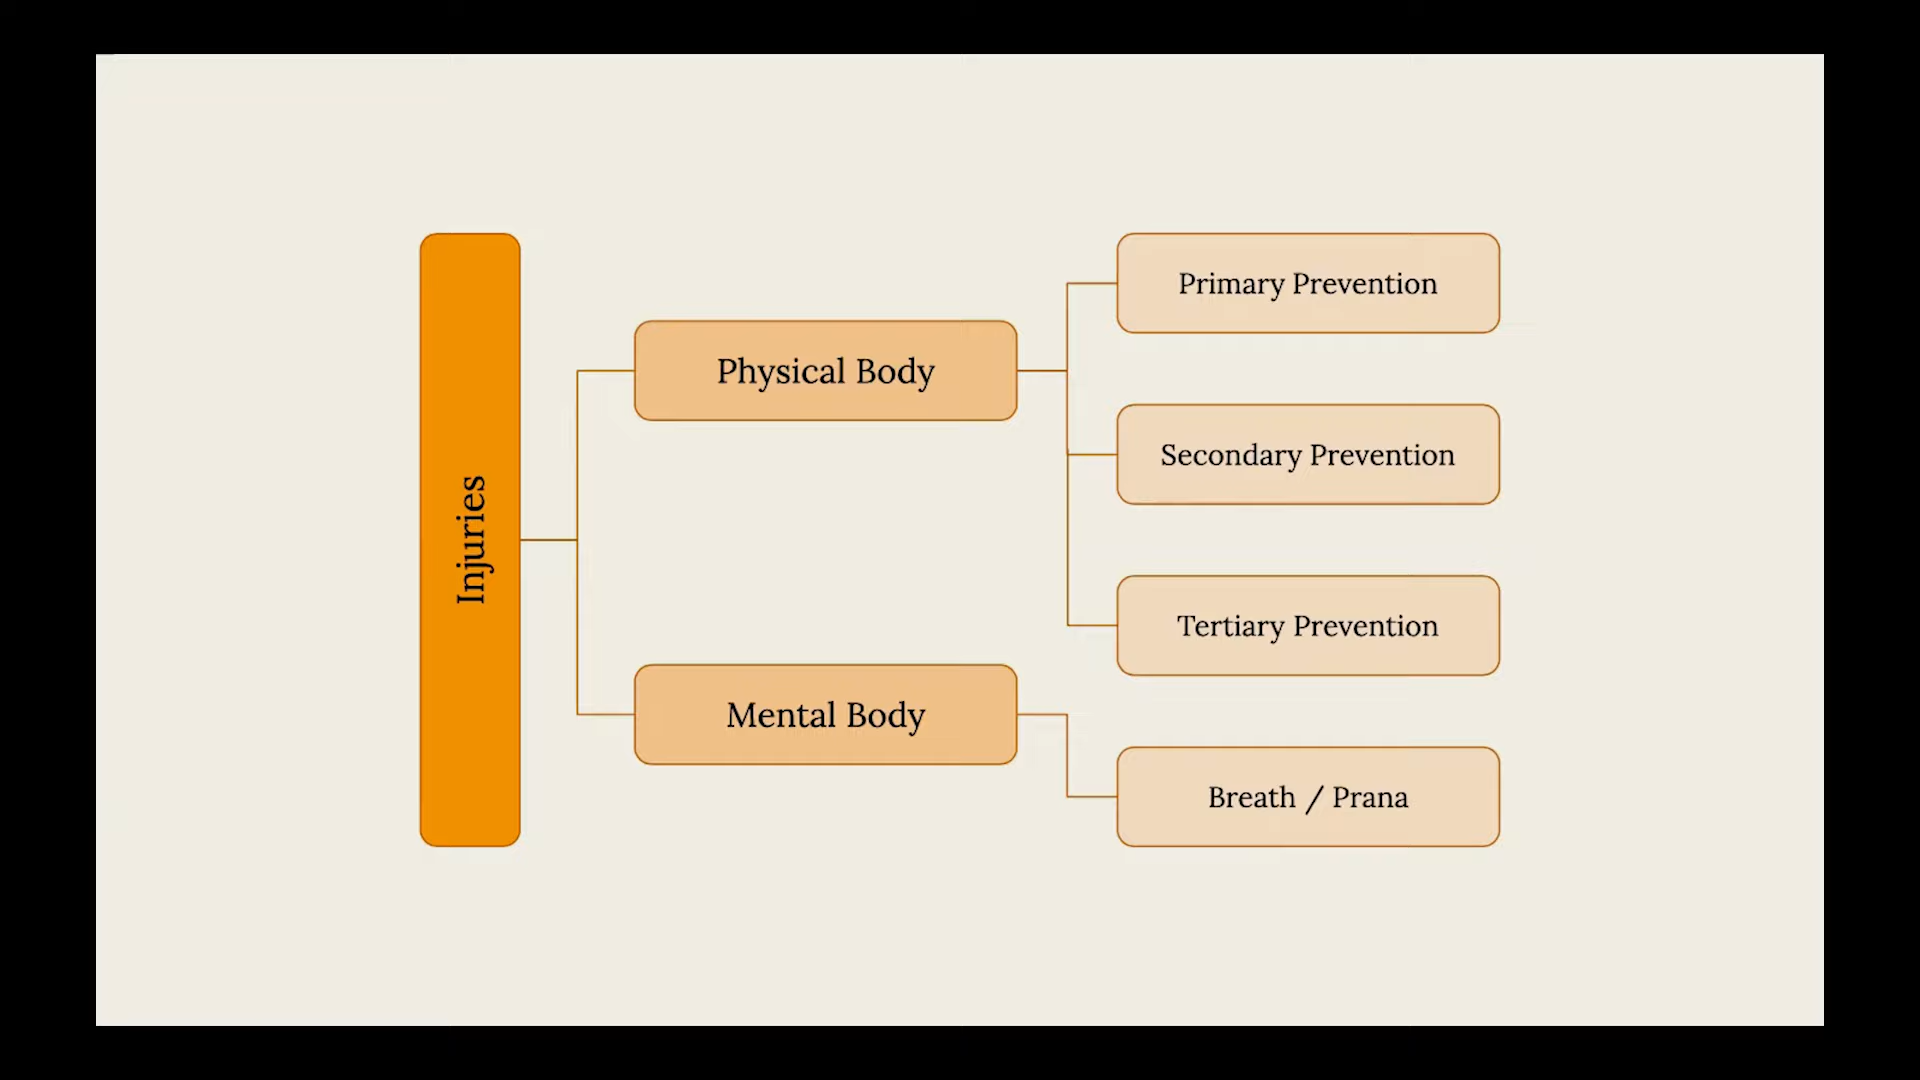 Injuries
Physical Body
Mental Body
Primary Prevention
Secondary Prevention
Tertiary Prevention
Breath / Prana